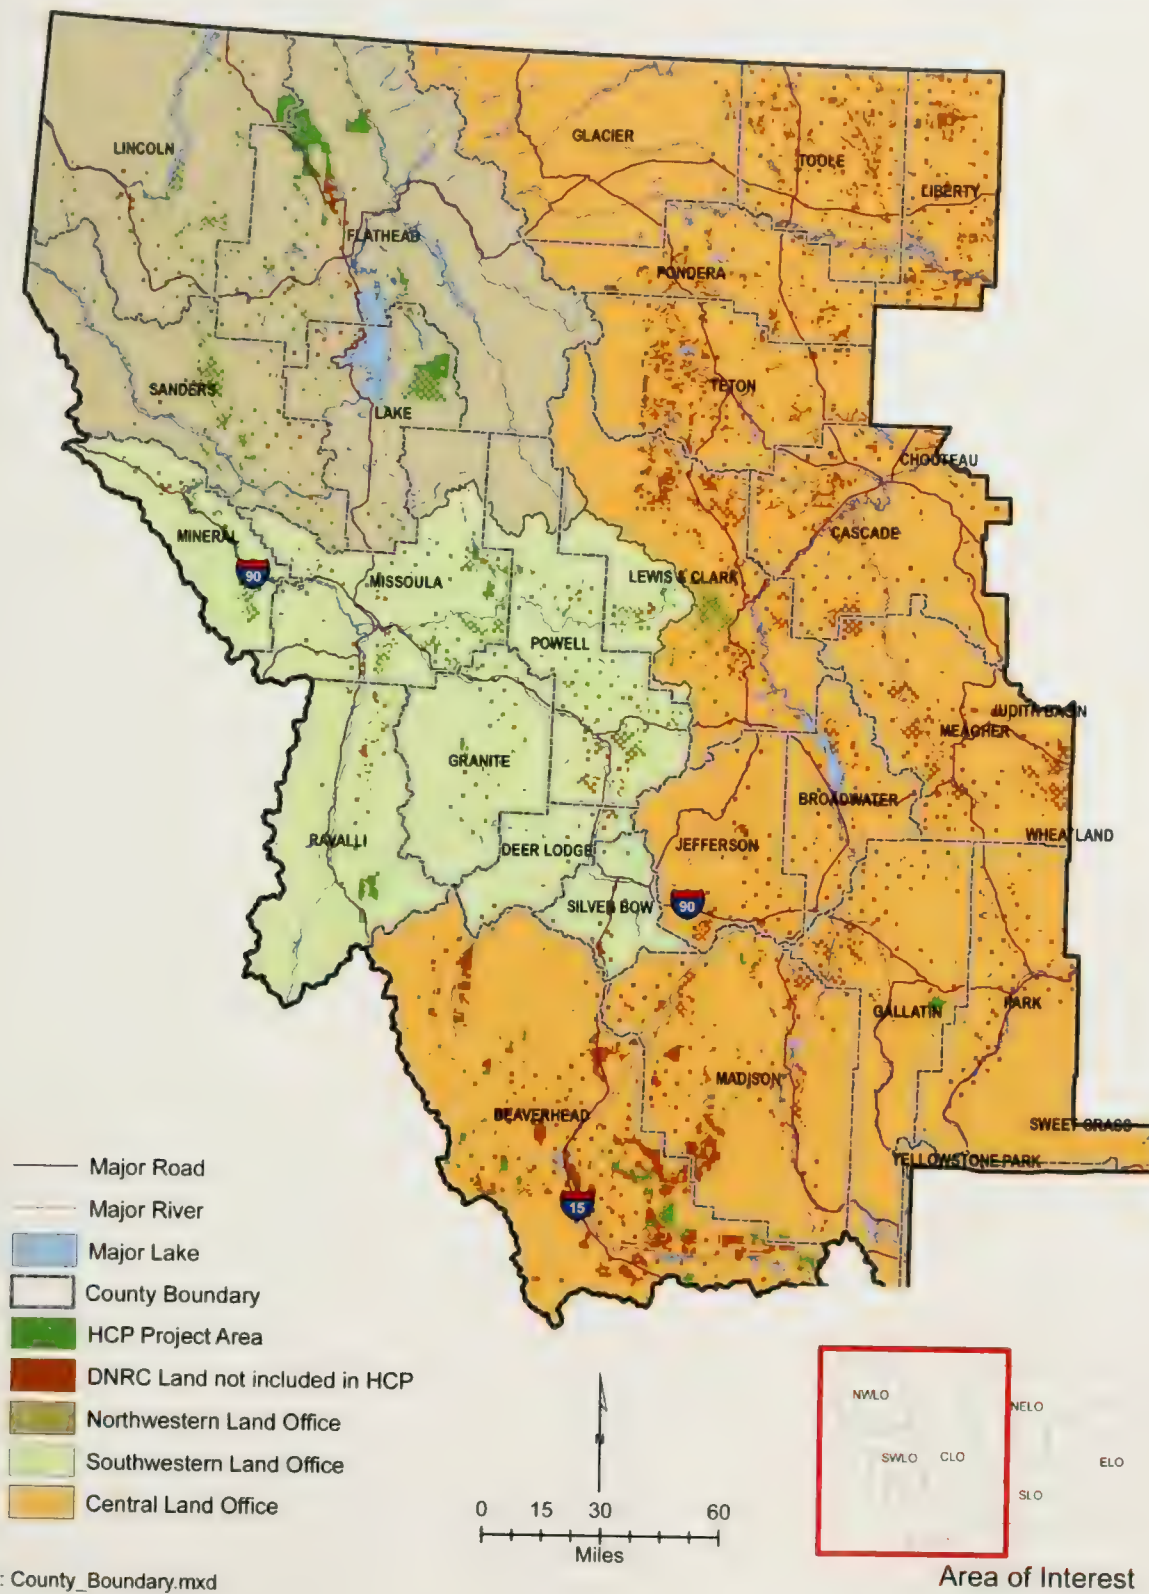 LINCOLN
GLACIER
TOOLE
LIBERTY
FLATHEAD
PONDERA
SANDERS
LAKE
TETON
CHOUTEAU
MINERAL
CASCADE
90
MISSOULA
LEWIS & CLARK
POWELL
JUDITH BASIN
MEAGHER
GRANITE
BROADWATER
RAVALLI
DEER LODGE
JEFFERSON
WHEATLAND
SILVER BOW
90
GALLATIN
PARK
MADISON
BEAVERHEAD
SWEET GRASS
YELLOWSTONE PARK
15
Major Road
Major River
Major Lake
County Boundary
HCP Project Area
DNRC Land not included in HCP
Northwestern Land Office
Southwestern Land Office
Central Land Office
N
0 15 30 60
Miles
NWLO
NELO
SWLO CLO
ELO
SLO
Area of Interest
: County_Boundary.mxd